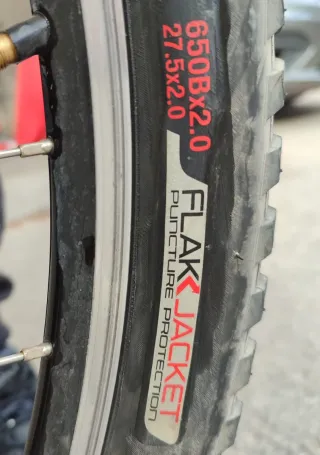 650Bx2.0
27.5x2.0
FLAK JACKET
PUNCTURE PROTECTION